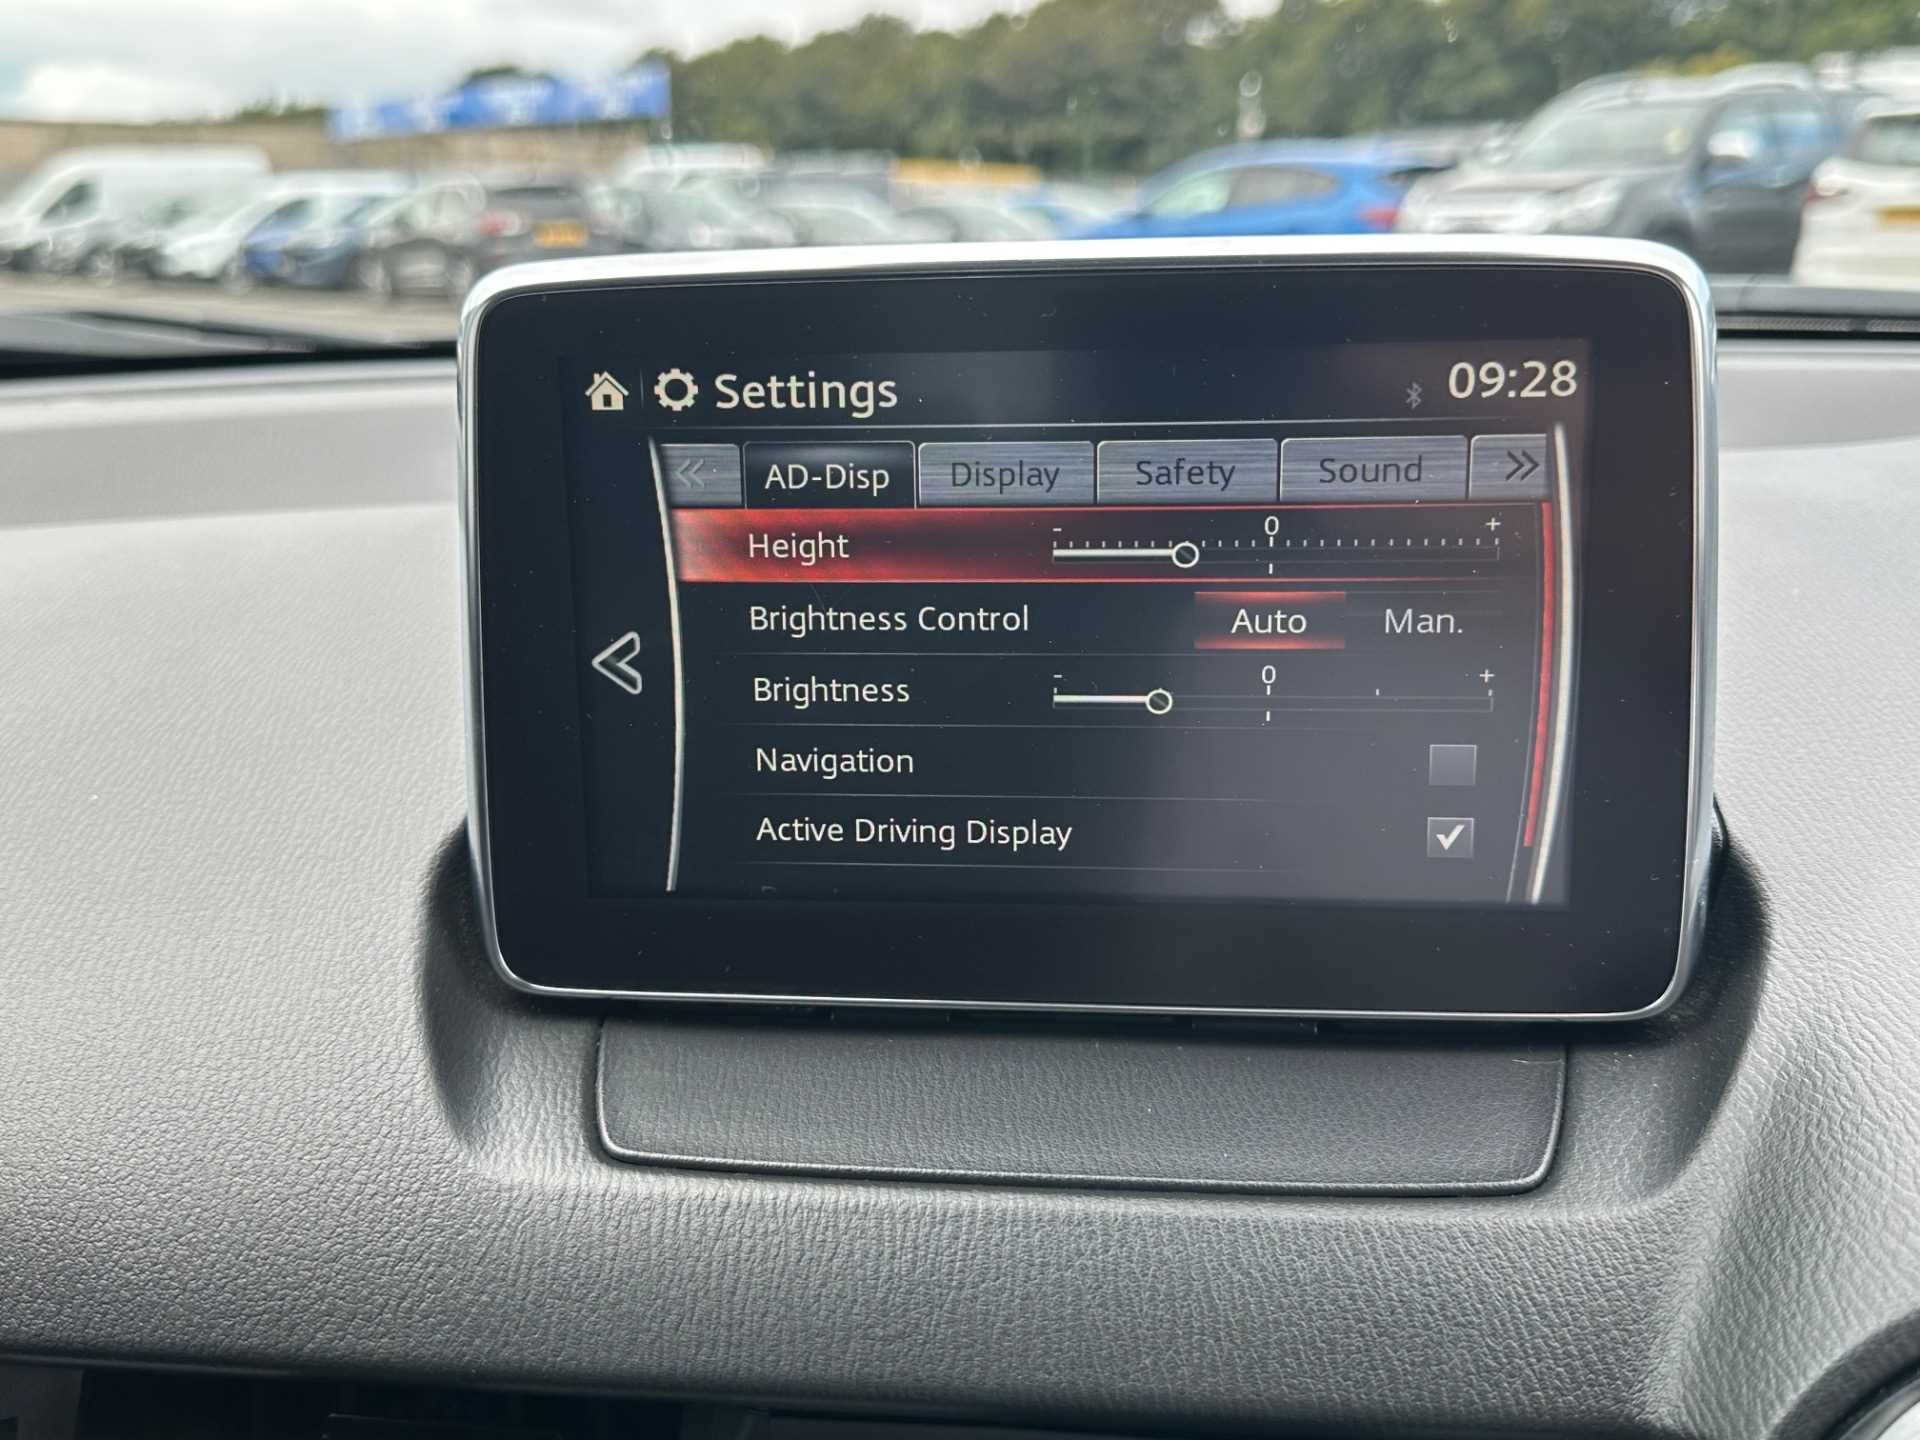 Settings 09:28
AD-Disp Display Safety Sound
Height - 0 +
Brightness Control Auto Man.
Brightness - 0 +
Navigation
Active Driving Display